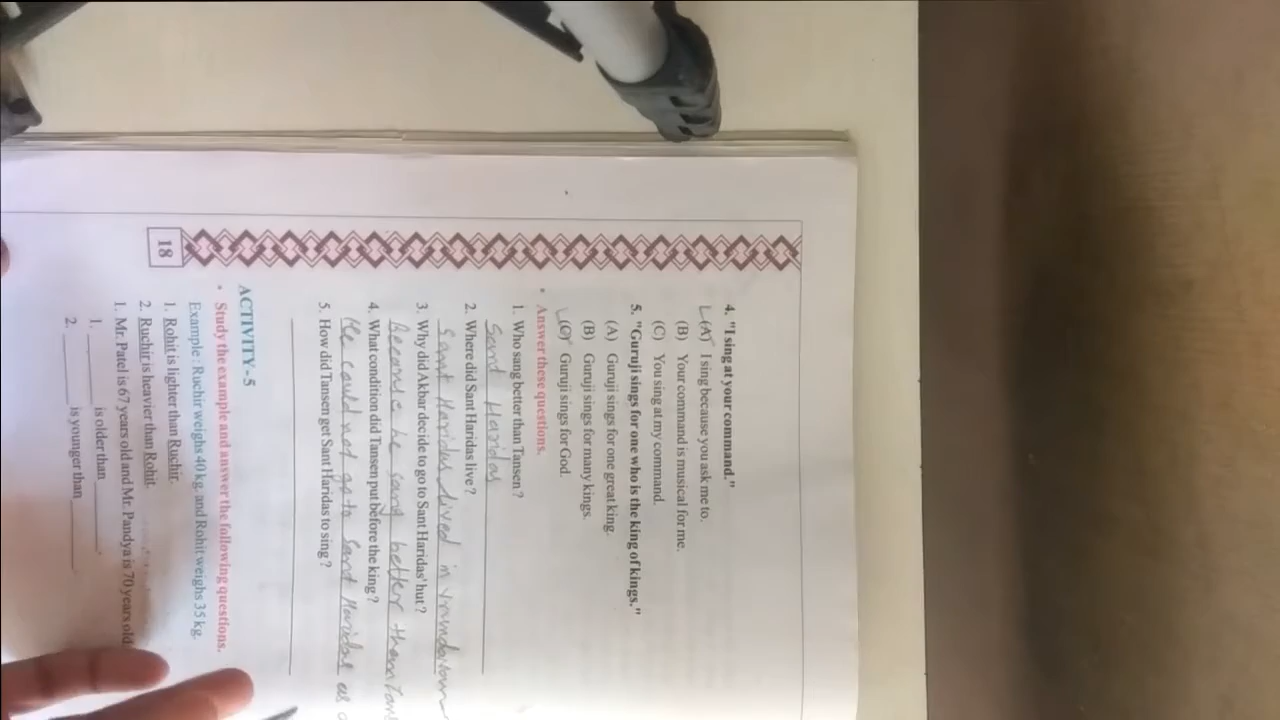 4. "I sing at your command."
(A) I sing because you ask me to.
(B) Your command is musical for me.
(C) You sing at my command.
5. "Guruji sings for one who is the king of kings."
(A) Guruji sings for one great king.
(B) Guruji sings for many kings.
(C) Guruji sings for God.
• Answer these questions.
1. Who sang better than Tansen?
Sant Haridas
2. Where did Sant Haridas live?
Sant Haridas lived in
3. Why did Akbar decide to go to Sant Haridas' hut?
Because he sang better
4. What condition did Tansen put before the king?
He could not go to Sant Haridas as
5. How did Tansen get Sant Haridas to sing?
ACTIVITY - 5
• Study the example and answer the following questions.
Example : Ruchir weighs 40 kg. and Rohit weighs 35 kg.
1. Rohit is lighter than Ruchir.
2. Ruchir is heavier than Rohit.
1. Mr. Patel is 67 years old and Mr. Pandya is 70 years old
1. ________ is older than ________.
2. ________ is younger than ________
18